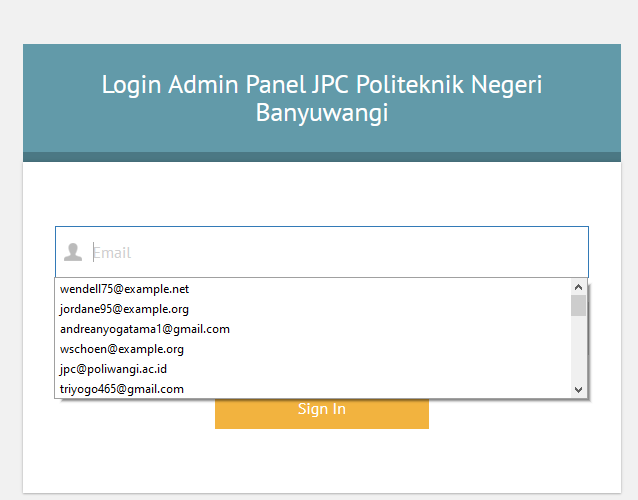 Login Admin Panel JPC Politeknik Negeri
Banyuwangi
Email
wendell75@example.net
jordane95@example.org
andreanyogatama1@gmail.com
wschoen@example.org
jpc@poliwangi.ac.id
triyogo465@gmail.com
Sign In